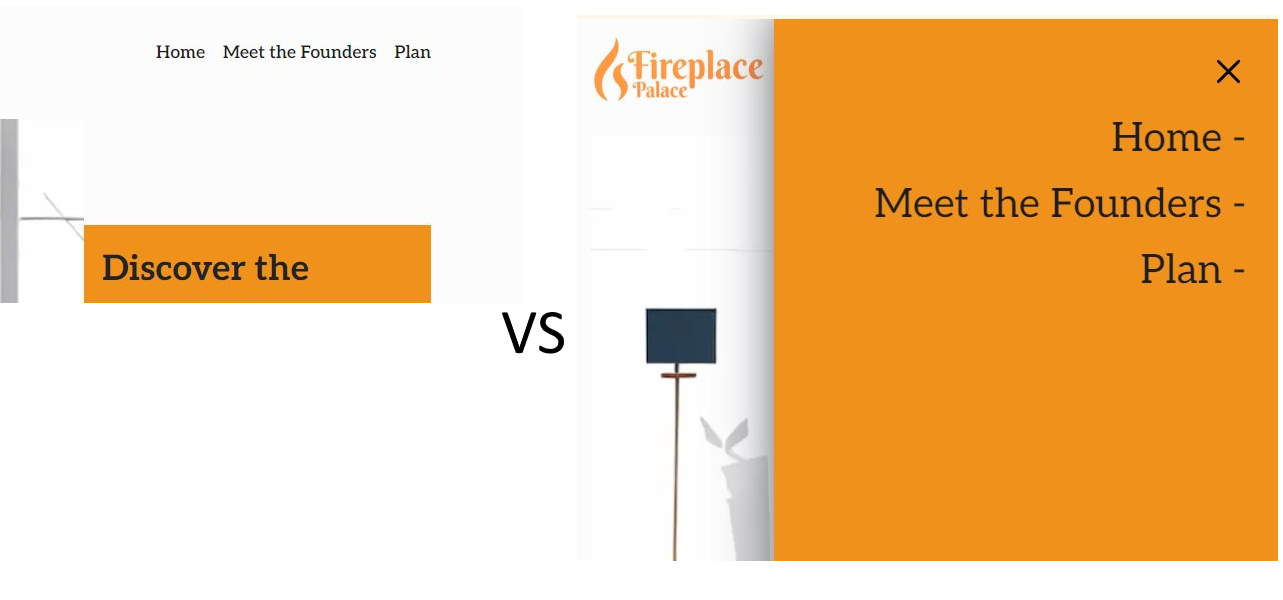 Home Meet the Founders Plan
Discover the
VS
Fireplace
Palace
Home -
Meet the Founders -
Plan -